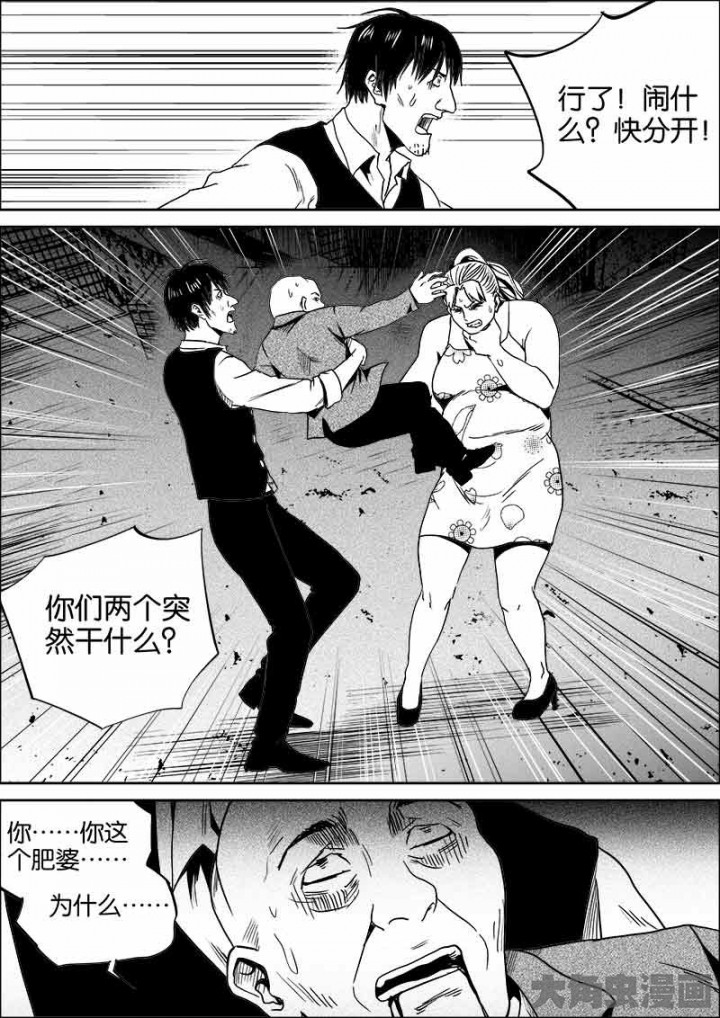 行了！闹什
么？快分开！
你们两个突
然干什么？
你……你这
个肥婆……
为什么……
大角虫漫画